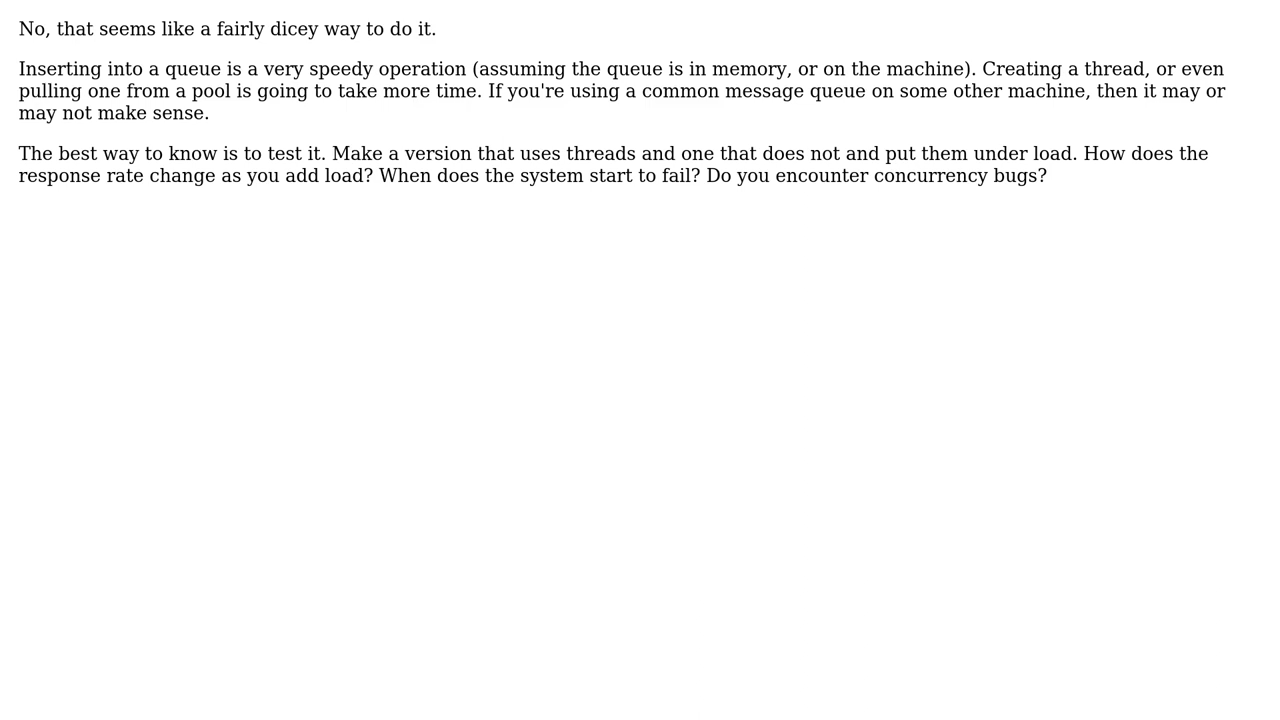 No, that seems like a fairly dicey way to do it.
Inserting into a queue is a very speedy operation (assuming the queue is in memory, or on the machine). Creating a thread, or even
pulling one from a pool is going to take more time. If you're using a common message queue on some other machine, then it may or
may not make sense.
The best way to know is to test it. Make a version that uses threads and one that does not and put them under load. How does the
response rate change as you add load? When does the system start to fail? Do you encounter concurrency bugs?